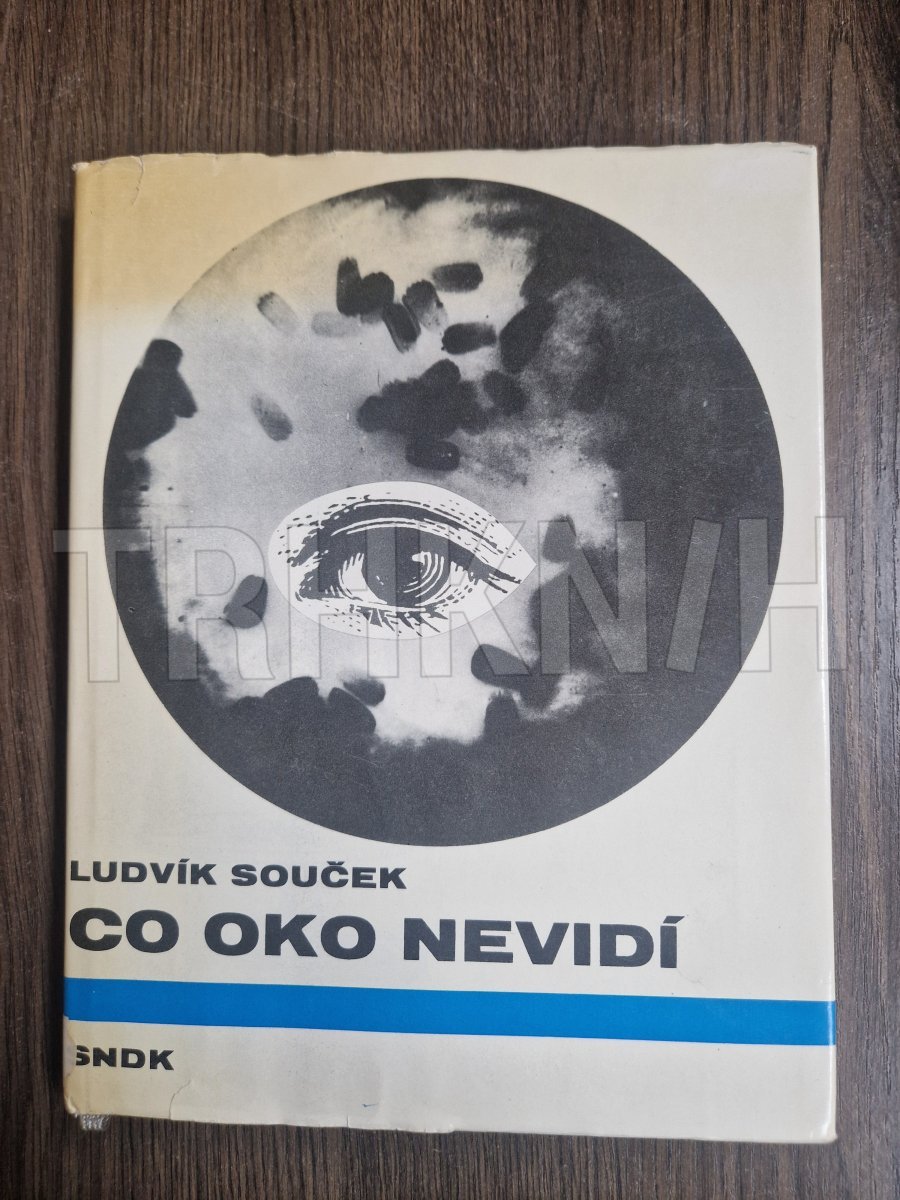 TRHKNIH
LUDVÍK SOUČEK
CO OKO NEVIDÍ
SNDK